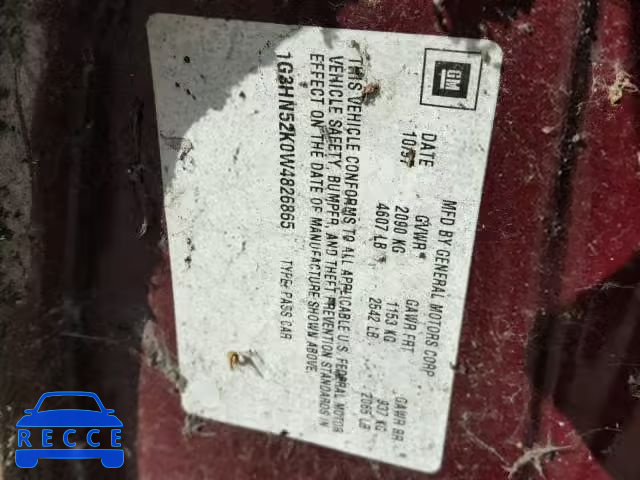 GM
MFD BY GENERAL MOTORS CORP
DATE GVWR* GAWR FRT GAWR RR
10/97 2090 KG 1153 KG 937 KG
4607 LB 2542 LB 2065 LB
THIS VEHICLE CONFORMS TO ALL APPLICABLE U.S. FEDERAL MOTOR
VEHICLE SAFETY, BUMPER, AND THEFT PREVENTION STANDARDS IN
EFFECT ON THE DATE OF MANUFACTURE SHOWN ABOVE.
1G3HN52K0W4826865 TYPE: PASS CAR
RECCE